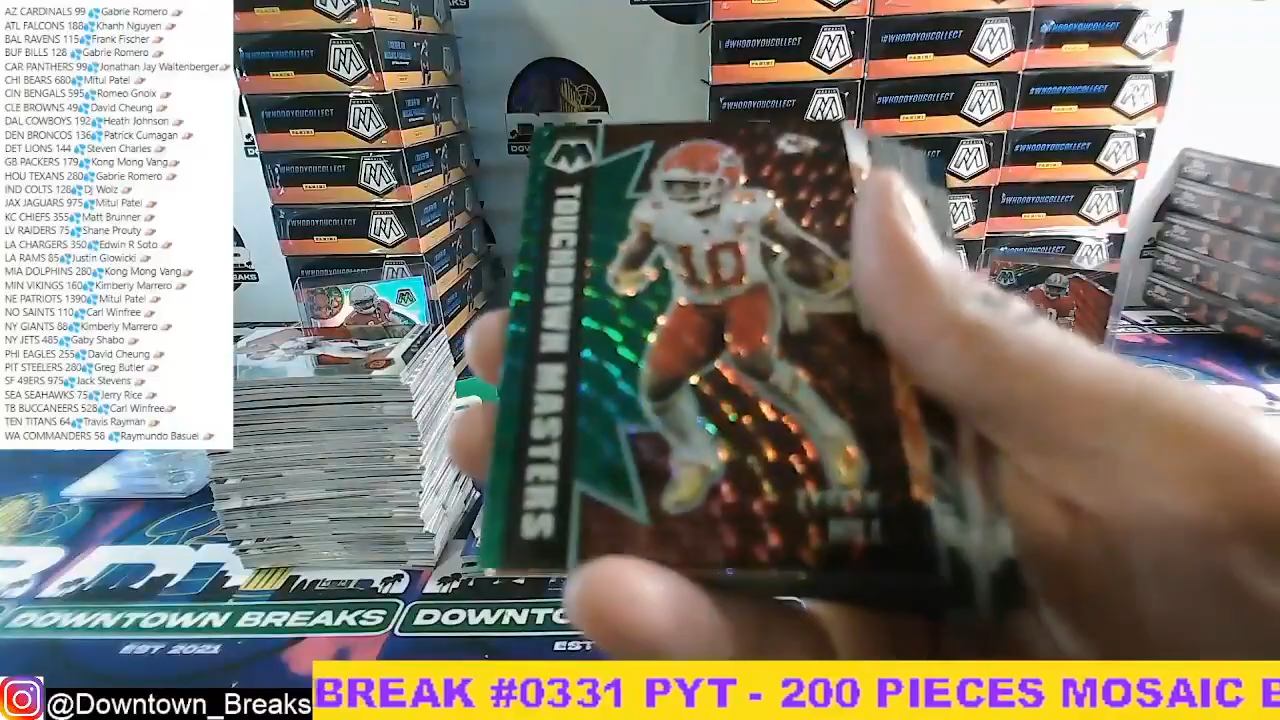 AZ CARDINALS 99 Gabrie Romero
ATL FALCONS 188 Khanh Nguyen
BAL RAVENS 115 Frank Fischer
BUF BILLS 128 Gabrie Romero
CAR PANTHERS 99 Jonathan Jay Waltenberger
CHI BEARS 680 Mitul Patel
CIN BENGALS 595 Romeo Gnoix
CLE BROWNS 49 David Cheung
DAL COWBOYS 192 Heath Johnson
DEN BRONCOS 136 Patrick Cumagan
DET LIONS 144 Steven Charles
GB PACKERS 179 Kong Mong Vang
HOU TEXANS 280 Gabrie Romero
IND COLTS 128 DJ Wolz
JAX JAGUARS 975 Mitul Patel
KC CHIEFS 355 Matt Brunner
LV RAIDERS 75 Shane Prouty
LA CHARGERS 350 Edwin R Soto
LA RAMS 85 Justin Glowicki
MIA DOLPHINS 280 Kong Mong Vang
MIN VIKINGS 160 Kimberly Marrero
NE PATRIOTS 1390 Mitul Patel
NO SAINTS 110 Carl Winfree
NY GIANTS 88 Kimberly Marrero
NY JETS 485 Gaby Shabo
PHI EAGLES 255 David Cheung
PIT STEELERS 280 Greg Butler
SF 49ERS 975 Jack Stevens
SEA SEAHAWKS 75 Jerry Rice
TB BUCCANEERS 528 Carl Winfree
TEN TITANS 64 Travis Rayman
WA COMMANDERS 58 Raymundo Basuel
#WHODOYOUCOLLECT
#WHODOYOUCOLLECT
#WHODOYOUCOLLECT
PANINI
TOUCHDOWN MASTERS
10
HILL
DOWNTOWN BREAKS
EST 2021
DOWNTO
EST
@Downtown_Breaks
BREAK #0331 PYT - 200 PIECES MOSAIC